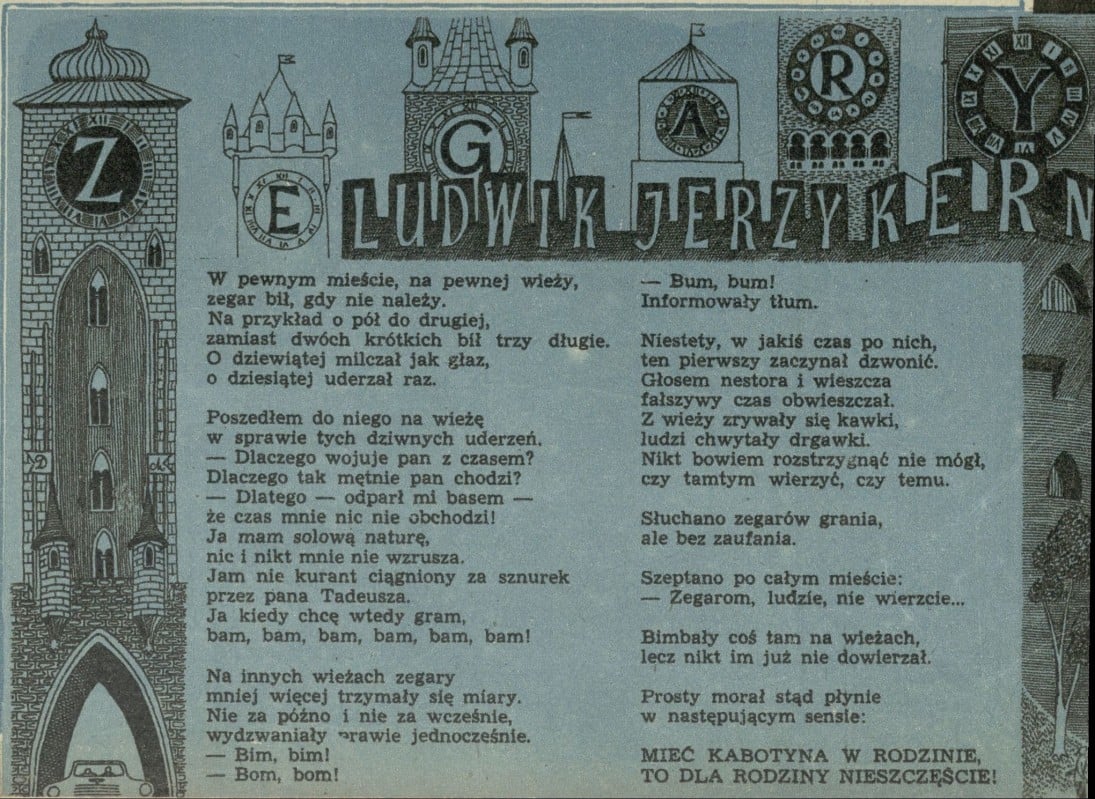 ZEGARY
LUDWIK JERZY KERN
W pewnym mieście, na pewnej wieży,
zegar bił, gdy nie należy.
Na przykład o pół do drugiej,
zamiast dwóch krótkich bił trzy długie.
O dziewiątej milczał jak głaz,
o dziesiątej uderzał raz.
Poszedłem do niego na wieżę
w sprawie tych dziwnych uderzeń.
— Dlaczego wojuje pan z czasem?
Dlaczego tak mętnie pan chodzi?
— Dlatego — odparł mi basem —
że czas mnie nic nie obchodzi!
Ja mam solową naturę,
nic i nikt mnie nie wzrusza.
Jam nie kurant ciągniony za sznurek
przez pana Tadeusza.
Ja kiedy chcę wtedy gram,
bam, bam, bam, bam, bam, bam!
Na innych wieżach zegary
mniej więcej trzymały się miary.
Nie za późno i nie za wcześnie,
wydzwaniały prawie jednocześnie.
— Bim, bim!
— Bom, bom!
— Bum, bum!
Informowały tłum.
Niestety, w jakiś czas po nich,
ten pierwszy zaczynał dzwonić.
Głosem nestora i wieszcza
fałszywy czas obwieszczał.
Z wieży zrywały się kawki,
ludzi chwytały drgawki.
Nikt bowiem rozstrzygnąć nie mógł,
czy tamtym wierzyć, czy temu.
Słuchano zegarów grania,
ale bez zaufania.
Szeptano po całym mieście:
— Zegarom, ludzie, nie wierzcie...
Bimbały coś tam na wieżach,
lecz nikt im już nie dowierzał.
Prosty morał stąd płynie
w następującym sensie:
MIEĆ KABOTYNA W RODZINIE,
TO DLA RODZINY NIESZCZĘŚCIE!